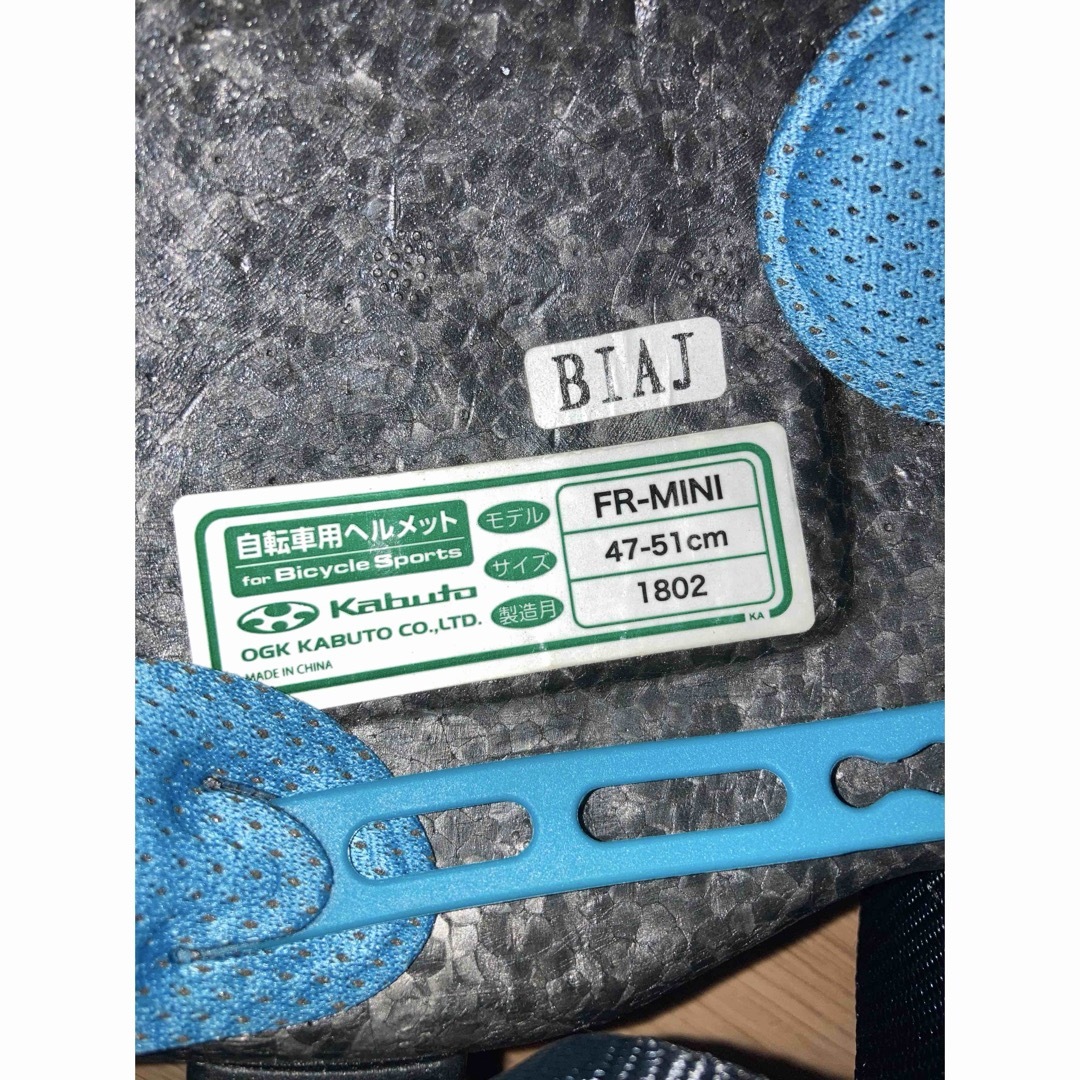 BIAJ
自転車用ヘルメット
for Bicycle Sports
Kabuto
OGK KABUTO CO.,LTD.
MADE IN CHINA
モデル FR-MINI
サイズ 47-51cm
製造月 1802
KA